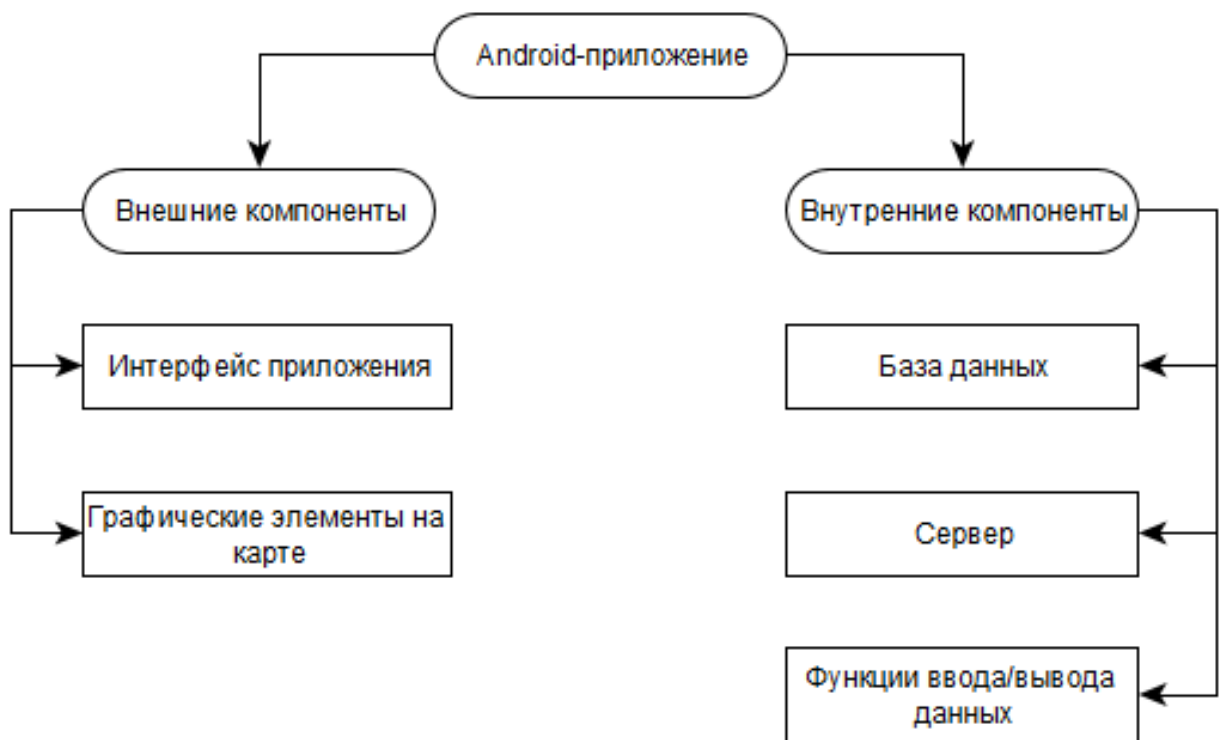 Android-приложение
Внешние компоненты
Внутренние компоненты
Интерфейс приложения
База данных
Графические элементы на
карте
Сервер
Функции ввода/вывода
данных